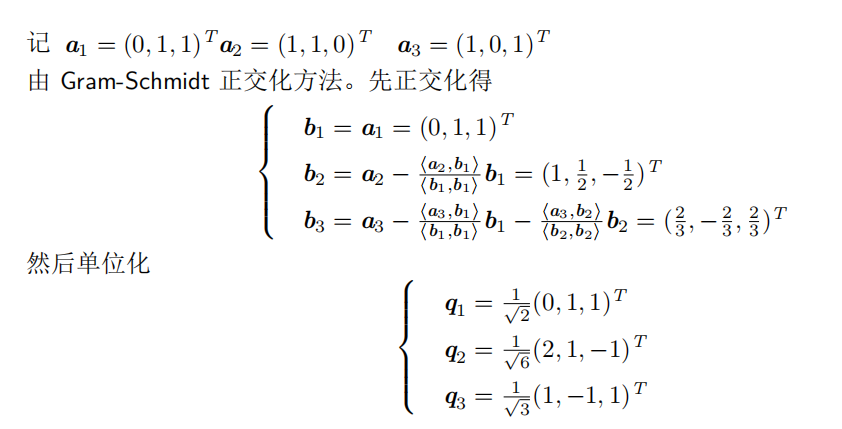 记 a₁ = (0, 1, 1)ᵀa₂ = (1, 1, 0)ᵀ a₃ = (1, 0, 1)ᵀ
由 Gram-Schmidt 正交化方法。先正交化得
b₁ = a₁ = (0, 1, 1)ᵀ
b₂ = a₂ − ⟨a₂,b₁⟩/⟨b₁,b₁⟩ b₁ = (1, 1/2, −1/2)ᵀ
b₃ = a₃ − ⟨a₃,b₁⟩/⟨b₁,b₁⟩ b₁ − ⟨a₃,b₂⟩/⟨b₂,b₂⟩ b₂ = (2/3, −2/3, 2/3)ᵀ
然后单位化
q₁ = 1/√2 (0, 1, 1)ᵀ
q₂ = 1/√6 (2, 1, −1)ᵀ
q₃ = 1/√3 (1, −1, 1)ᵀ